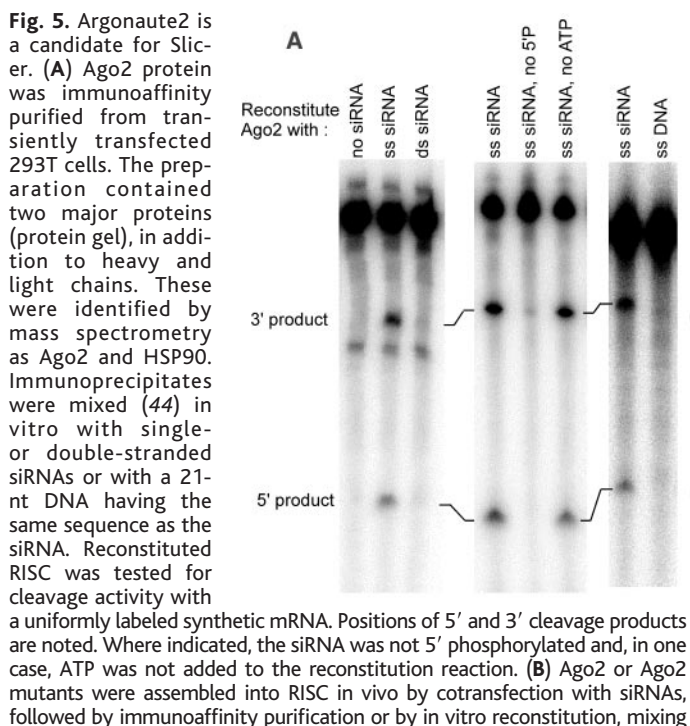 Fig. 5. Argonaute2 is
a candidate for Slic-
er. (A) Ago2 protein
was immunoaffinity
purified from tran-
siently transfected
293T cells. The prep-
aration contained
two major proteins
(protein gel), in addi-
tion to heavy and
light chains. These
were identified by
mass spectrometry
as Ago2 and HSP90.
Immunoprecipitates
were mixed (44) in
vitro with single-
or double-stranded
siRNAs or with a 21-
nt DNA having the
same sequence as the
siRNA. Reconstituted
RISC was tested for
cleavage activity with
a uniformly labeled synthetic mRNA. Positions of 5′ and 3′ cleavage products
are noted. Where indicated, the siRNA was not 5′ phosphorylated and, in one
case, ATP was not added to the reconstitution reaction. (B) Ago2 or Ago2
mutants were assembled into RISC in vivo by cotransfection with siRNAs,
followed by immunoaffinity purification or by in vitro reconstitution, mixing
A
Reconstitute
Ago2 with :
no siRNA
ss siRNA
ds siRNA
ss siRNA
ss siRNA, no 5'P
ss siRNA, no ATP
ss siRNA
ss DNA
3' product
5' product